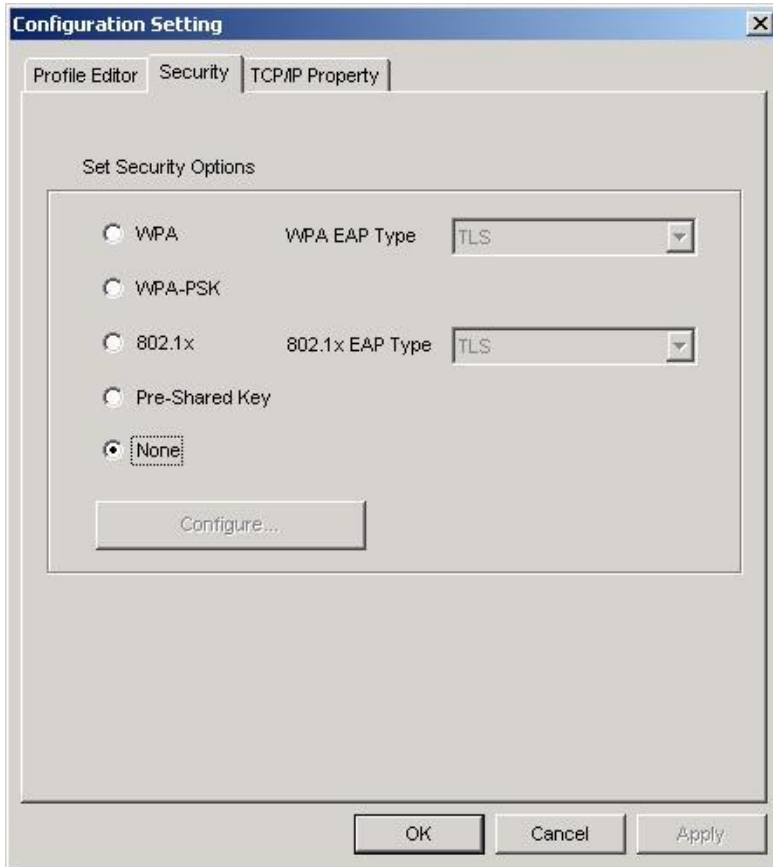 Configuration Setting
Profile Editor Security TCP/IP Property
Set Security Options
WPA WPA EAP Type TLS
WPA-PSK
802.1x 802.1x EAP Type TLS
Pre-Shared Key
None
Configure...
OK Cancel Apply